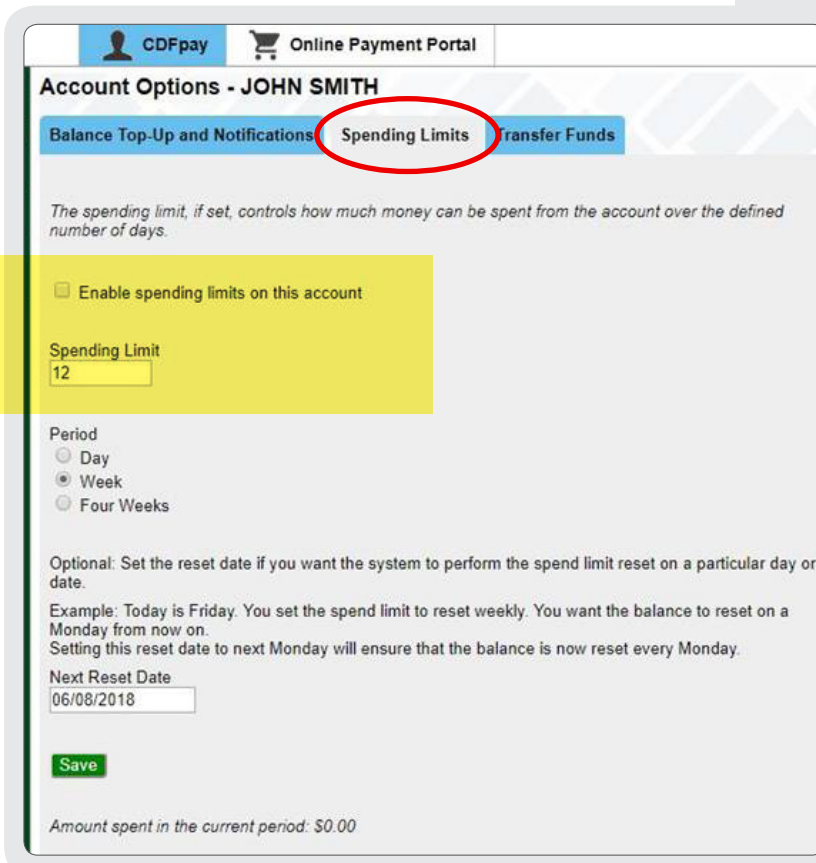 CDFpay Online Payment Portal
Account Options - JOHN SMITH
Balance Top-Up and Notifications Spending Limits Transfer Funds
The spending limit, if set, controls how much money can be spent from the account over the defined
number of days.
Enable spending limits on this account
Spending Limit
12
Period
Day
Week
Four Weeks
Optional: Set the reset date if you want the system to perform the spend limit reset on a particular day or
date.
Example: Today is Friday. You set the spend limit to reset weekly. You want the balance to reset on a
Monday from now on.
Setting this reset date to next Monday will ensure that the balance is now reset every Monday.
Next Reset Date
06/08/2018
Save
Amount spent in the current period: $0.00